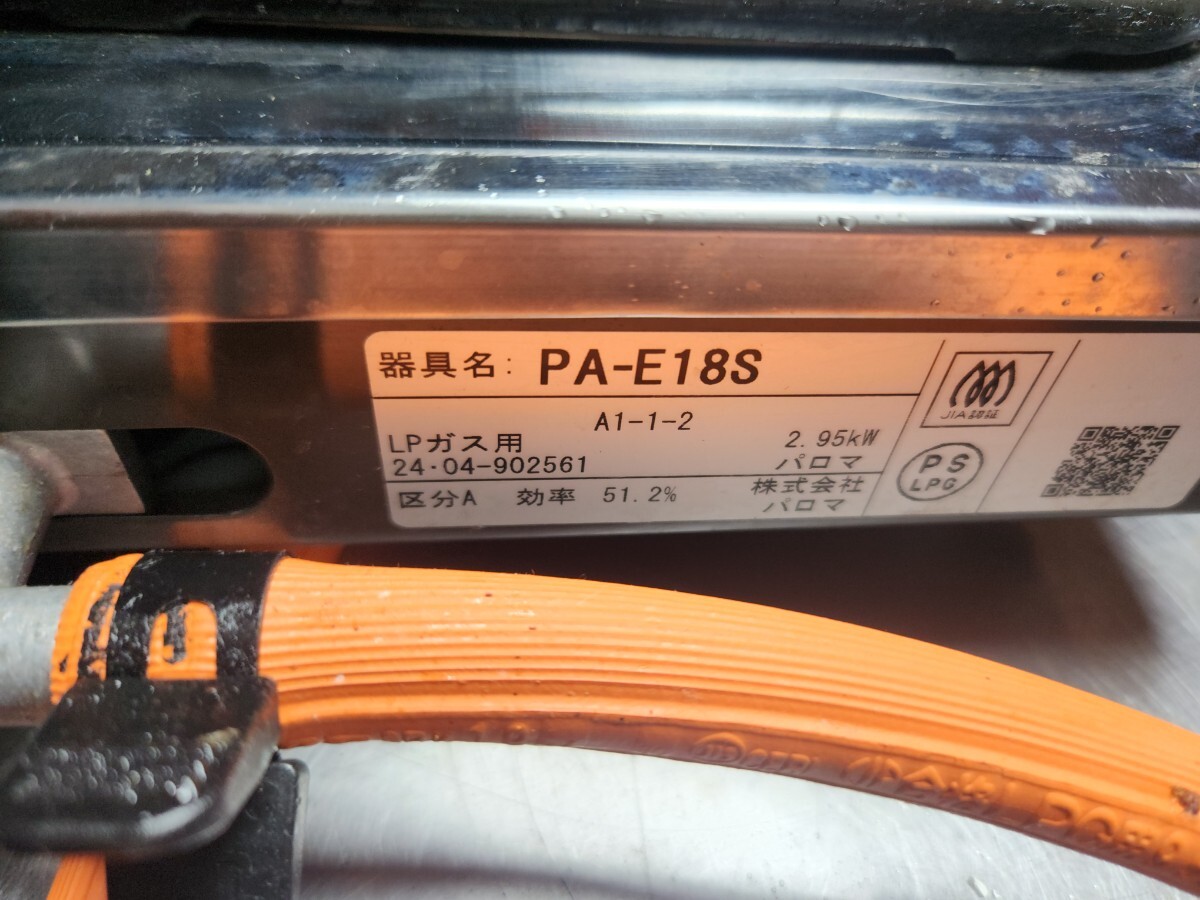 器具名: PA-E18S
A1-1-2
LPガス用 2.95kW
24・04-902561 パロマ
区分A 効率 51.2% 株式会社
パロマ
JIA認証
PS
LPG